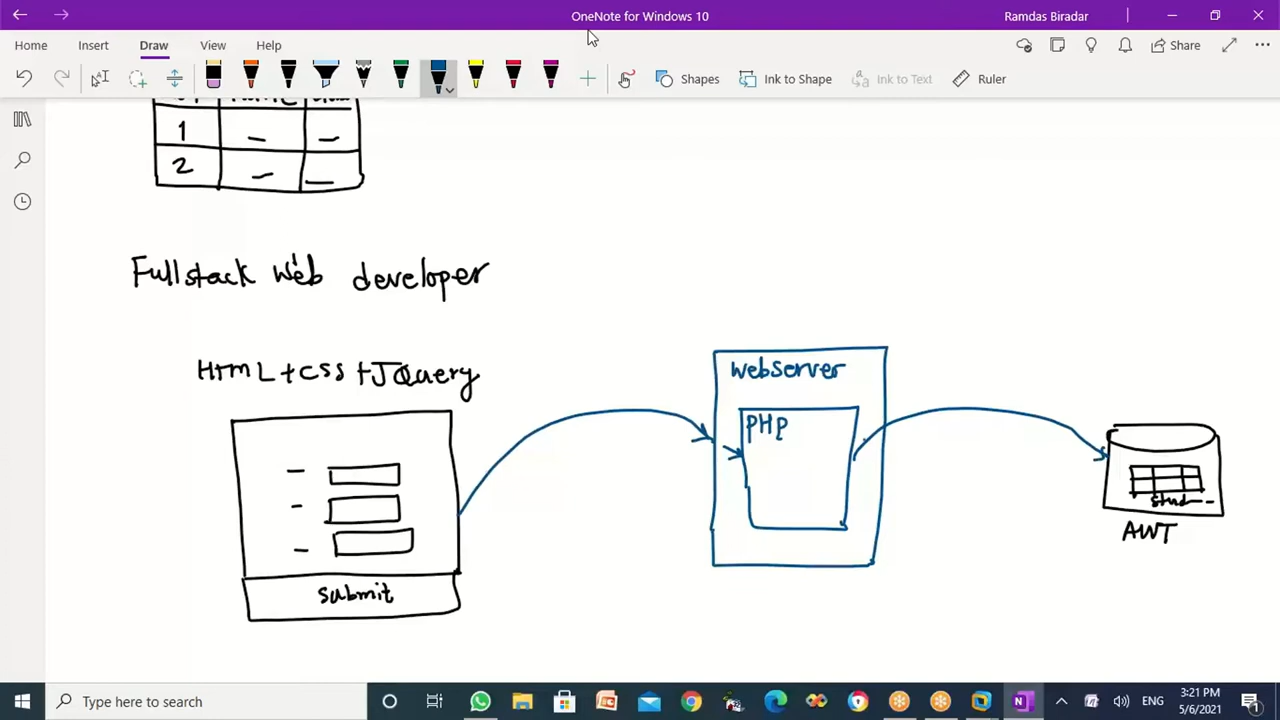 OneNote for Windows 10
Ramdas Biradar
Home Insert Draw View Help
Share
Shapes
Ink to Shape
Ink to Text
Ruler
1
2
Fullstack Web developer
HTML+CSS+JQuery
submit
Webserver
PHP
AWT
Type here to search
ENG
3:21 PM
5/6/2021